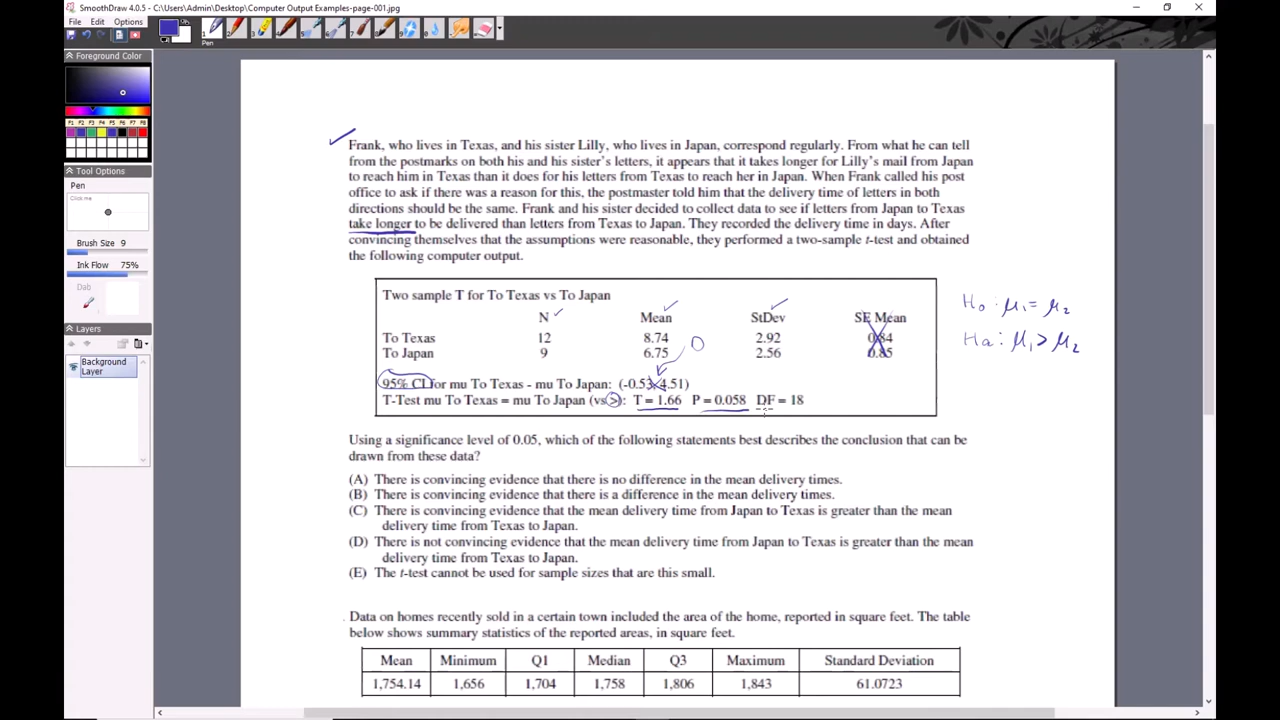 SmoothDraw 4.0.5 - C:\Users\Admin\Desktop\Computer Output Examples-page-001.jpg
File Edit Options
Pen
Foreground Color
F1 F2 F3 F4 F5 F6 F7 F8
Tool Options
Pen
Click me
Brush Size 9
Ink Flow 75%
Dab
Layers
Background Layer
Frank, who lives in Texas, and his sister Lilly, who lives in Japan, correspond regularly. From what he can tell
from the postmarks on both his and his sister's letters, it appears that it takes longer for Lilly's mail from Japan
to reach him in Texas than it does for his letters from Texas to reach her in Japan. When Frank called his post
office to ask if there was a reason for this, the postmaster told him that the delivery time of letters in both
directions should be the same. Frank and his sister decided to collect data to see if letters from Japan to Texas
take longer to be delivered than letters from Texas to Japan. They recorded the delivery time in days. After
convincing themselves that the assumptions were reasonable, they performed a two-sample t-test and obtained
the following computer output.
Two sample T for To Texas vs To Japan
N Mean StDev SE Mean
To Texas 12 8.74 2.92 0.84
To Japan 9 6.75 2.56 0.85
0
95% CI for mu To Texas - mu To Japan: (-0.53, 4.51)
T-Test mu To Texas = mu To Japan (vs >): T = 1.66 P = 0.058 DF = 18
Ho: μ1 = μ2
Ha: μ1 > μ2
Using a significance level of 0.05, which of the following statements best describes the conclusion that can be
drawn from these data?
(A) There is convincing evidence that there is no difference in the mean delivery times.
(B) There is convincing evidence that there is a difference in the mean delivery times.
(C) There is convincing evidence that the mean delivery time from Japan to Texas is greater than the mean
delivery time from Texas to Japan.
(D) There is not convincing evidence that the mean delivery time from Japan to Texas is greater than the mean
delivery time from Texas to Japan.
(E) The t-test cannot be used for sample sizes that are this small.
Data on homes recently sold in a certain town included the area of the home, reported in square feet. The table
below shows summary statistics of the reported areas, in square feet.
Mean Minimum Q1 Median Q3 Maximum Standard Deviation
1,754.14 1,656 1,704 1,758 1,806 1,843 61.0723